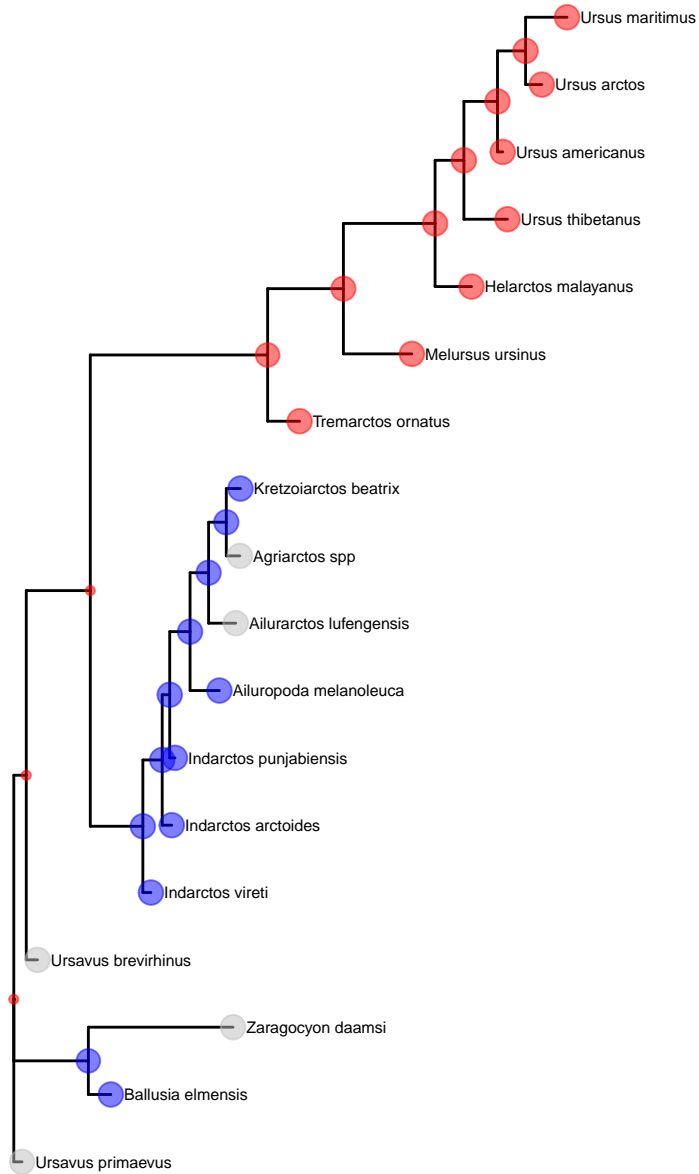 Ursus maritimus
Ursus arctos
Ursus americanus
Ursus thibetanus
Helarctos malayanus
Melursus ursinus
Tremarctos ornatus
Kretzoiarctos beatrix
Agriarctos spp
Ailurarctos lufengensis
Ailuropoda melanoleuca
Indarctos punjabiensis
Indarctos arctoides
Indarctos vireti
Ursavus brevirhinus
Zaragocyon daamsi
Ballusia elmensis
Ursavus primaevus